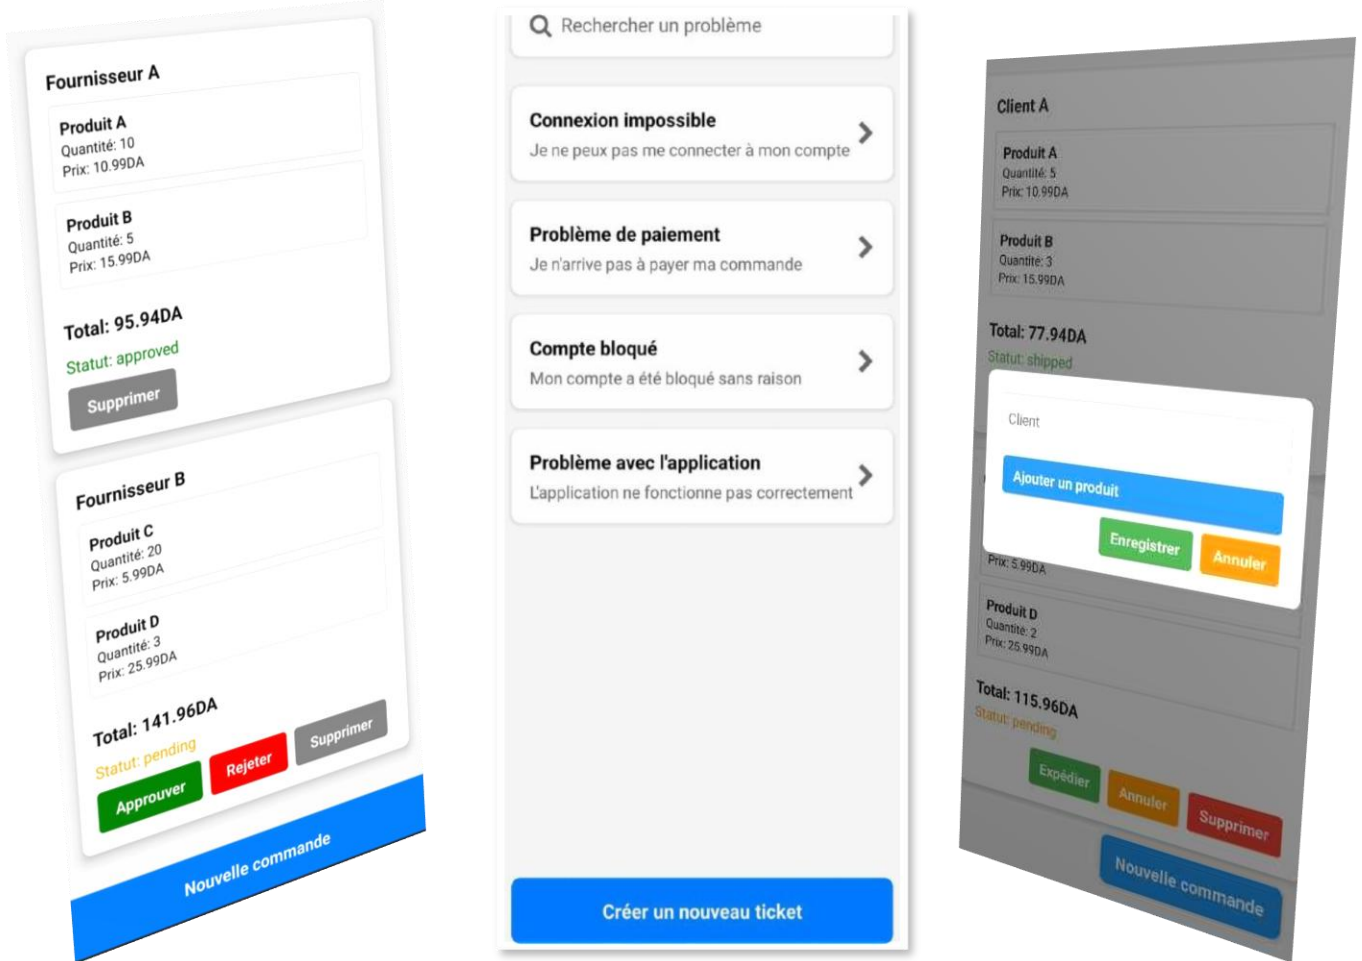 Fournisseur A
Produit A
Quantité: 10
Prix: 10.99DA
Produit B
Quantité: 5
Prix: 15.99DA
Total: 95.94DA
Statut: approved
Supprimer
Fournisseur B
Produit C
Quantité: 20
Prix: 5.99DA
Produit D
Quantité: 3
Prix: 25.99DA
Total: 141.96DA
Statut: pending
Approuver
Rejeter
Supprimer
Nouvelle commande
Rechercher un problème
Connexion impossible
Je ne peux pas me connecter à mon compte
Problème de paiement
Je n'arrive pas à payer ma commande
Compte bloqué
Mon compte a été bloqué sans raison
Problème avec l'application
L'application ne fonctionne pas correctement
Créer un nouveau ticket
Client A
Produit A
Quantité: 5
Prix: 10.99DA
Produit B
Quantité: 3
Prix: 15.99DA
Total: 77.94DA
Statut: shipped
Client
Ajouter un produit
Enregistrer
Annuler
Prix: 5.99DA
Produit D
Quantité: 2
Prix: 25.99DA
Total: 115.96DA
Statut: pending
Expédier
Annuler
Supprimer
Nouvelle commande